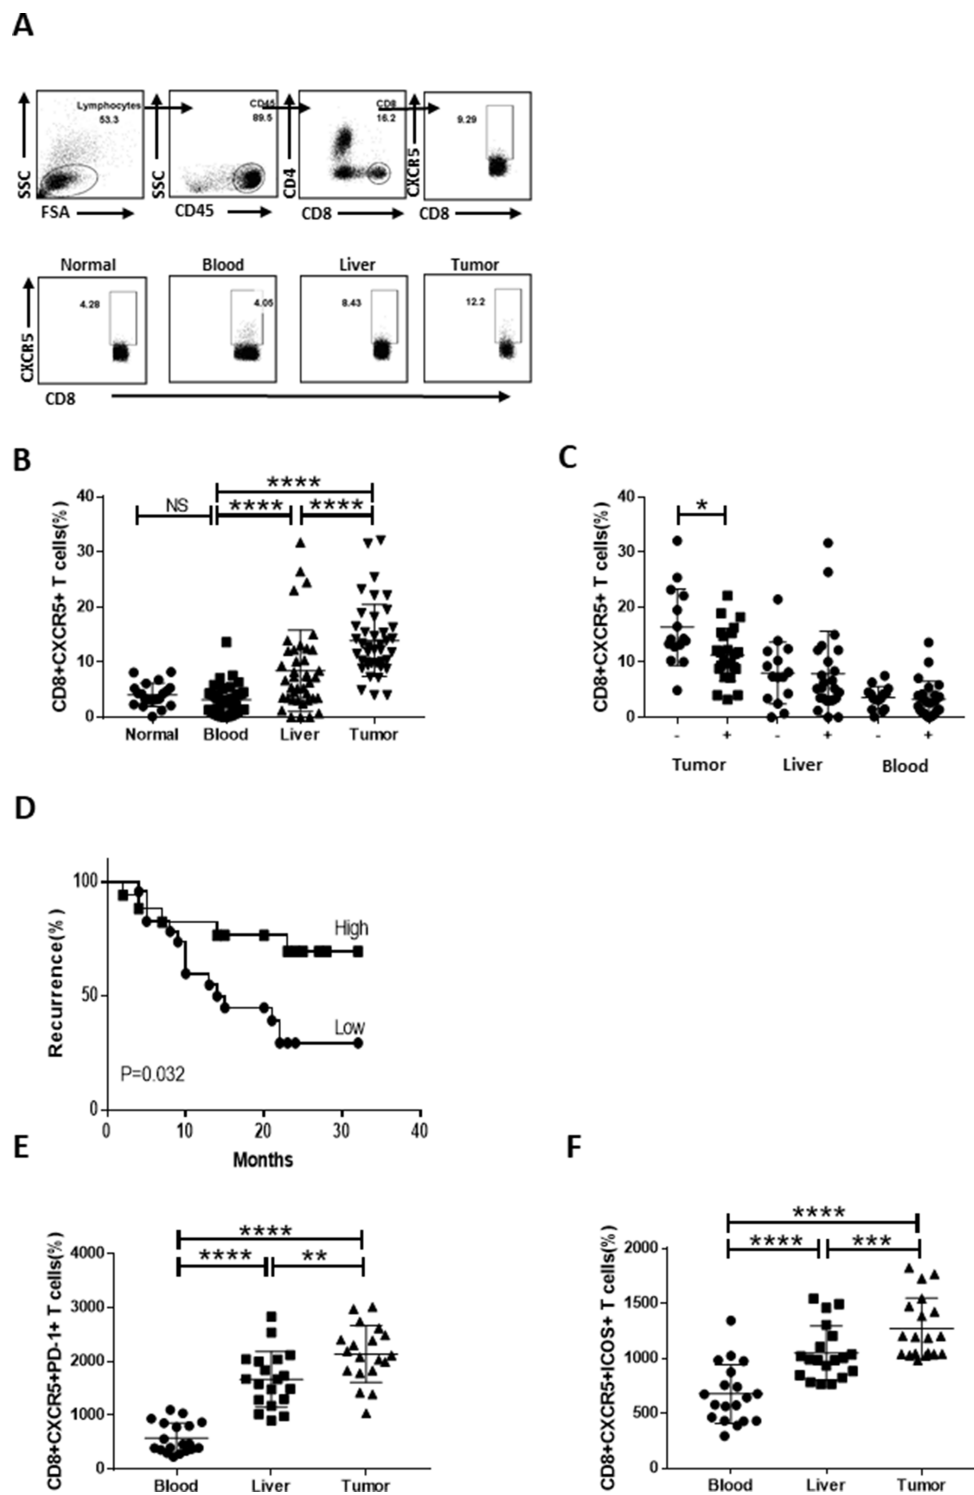 A
Lymphocytes
53.3
SSC
FSA
CD45
89.5
SSC
CD45
CD8
16.2
CD4
CD8
9.29
CXCR5
CD8
Normal
Blood
Liver
Tumor
4.28
4.05
8.43
12.2
CXCR5
CD8
B
****
NS
****
****
40
30
20
10
0
CD8+CXCR5+ T cells(%)
Normal
Blood
Liver
Tumor
C
*
40
30
20
10
0
CD8+CXCR5+ T cells(%)
- + - + - +
Tumor
Liver
Blood
D
100
50
0
Recurrence(%)
High
Low
P=0.032
0 10 20 30 40
Months
E
****
****
**
4000
3000
2000
1000
0
CD8+CXCR5+PD-1+ T cells(%)
Blood
Liver
Tumor
F
****
****
***
2000
1500
1000
500
0
CD8+CXCR5+ICOS+ T cells(%)
Blood
Liver
Tumor